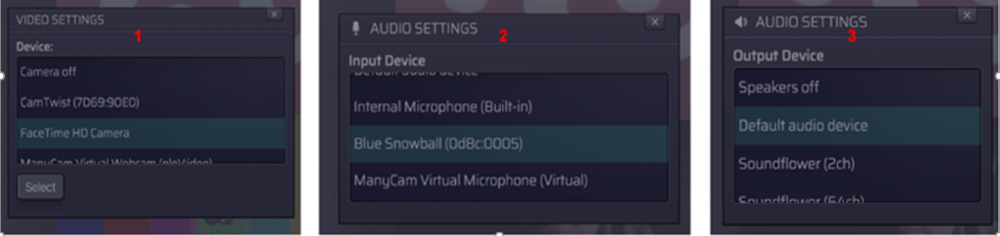 VIDEO SETTINGS
1
Device:
Camera off
CamTwist (7D69:90E0)
FaceTime HD Camera
ManyCam Virtual Webcam
Select
AUDIO SETTINGS
2
Input Device
Default audio device
Internal Microphone (Built-in)
Blue Snowball (0d8c:0005)
ManyCam Virtual Microphone (Virtual)
AUDIO SETTINGS
3
Output Device
Speakers off
Default audio device
Soundflower (2ch)
Soundflower (64ch)